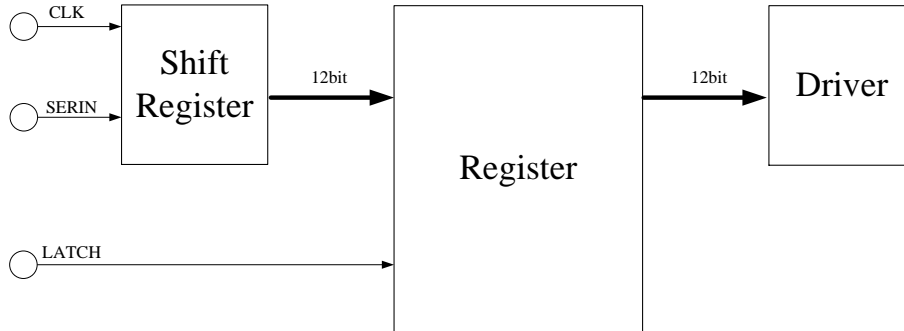 CLK
Shift
Register
SERIN
12bit
Register
LATCH
12bit
Driver